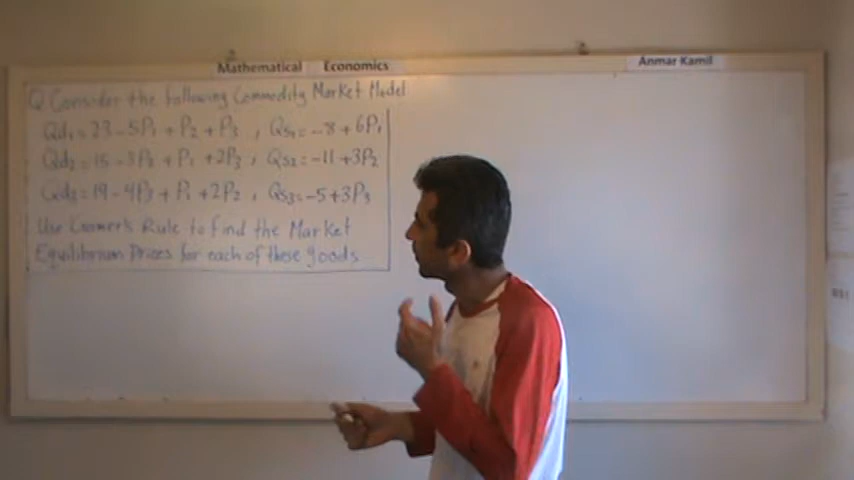 Mathematical Economics
Anmar Kamil
Q. Consider the following Commodity Market Model
Qd₁ = 23 - 5P₁ + P₂ + P₃ , Qs₁ = -8 + 6P₁
Qd₂ = 15 - 3P₂ + P₁ + 2P₃ , Qs₂ = -11 + 3P₂
Qd₃ = 19 - 4P₃ + P₁ + 2P₂ , Qs₃ = -5 + 3P₃
Use Cramer's Rule to find the Market
Equilibrium Prices for each of these goods.